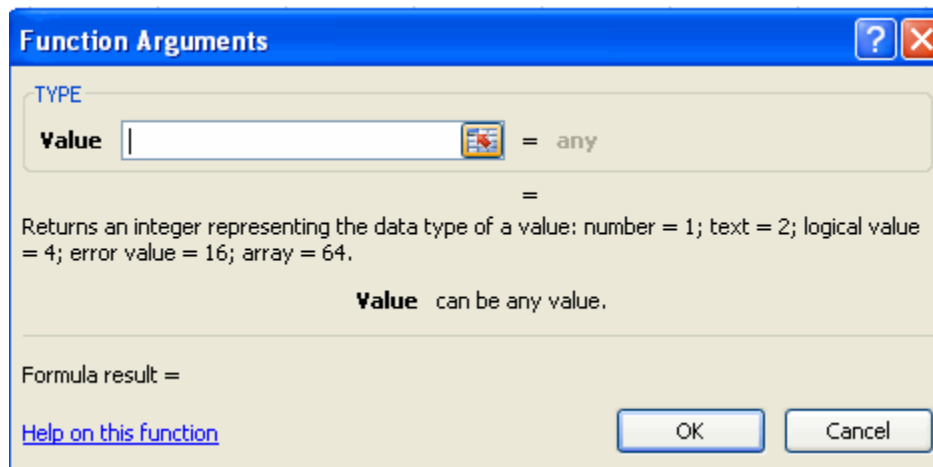 Function Arguments
TYPE
Value = any
=
Returns an integer representing the data type of a value: number = 1; text = 2; logical value
= 4; error value = 16; array = 64.
Value can be any value.
Formula result =
Help on this function OK Cancel